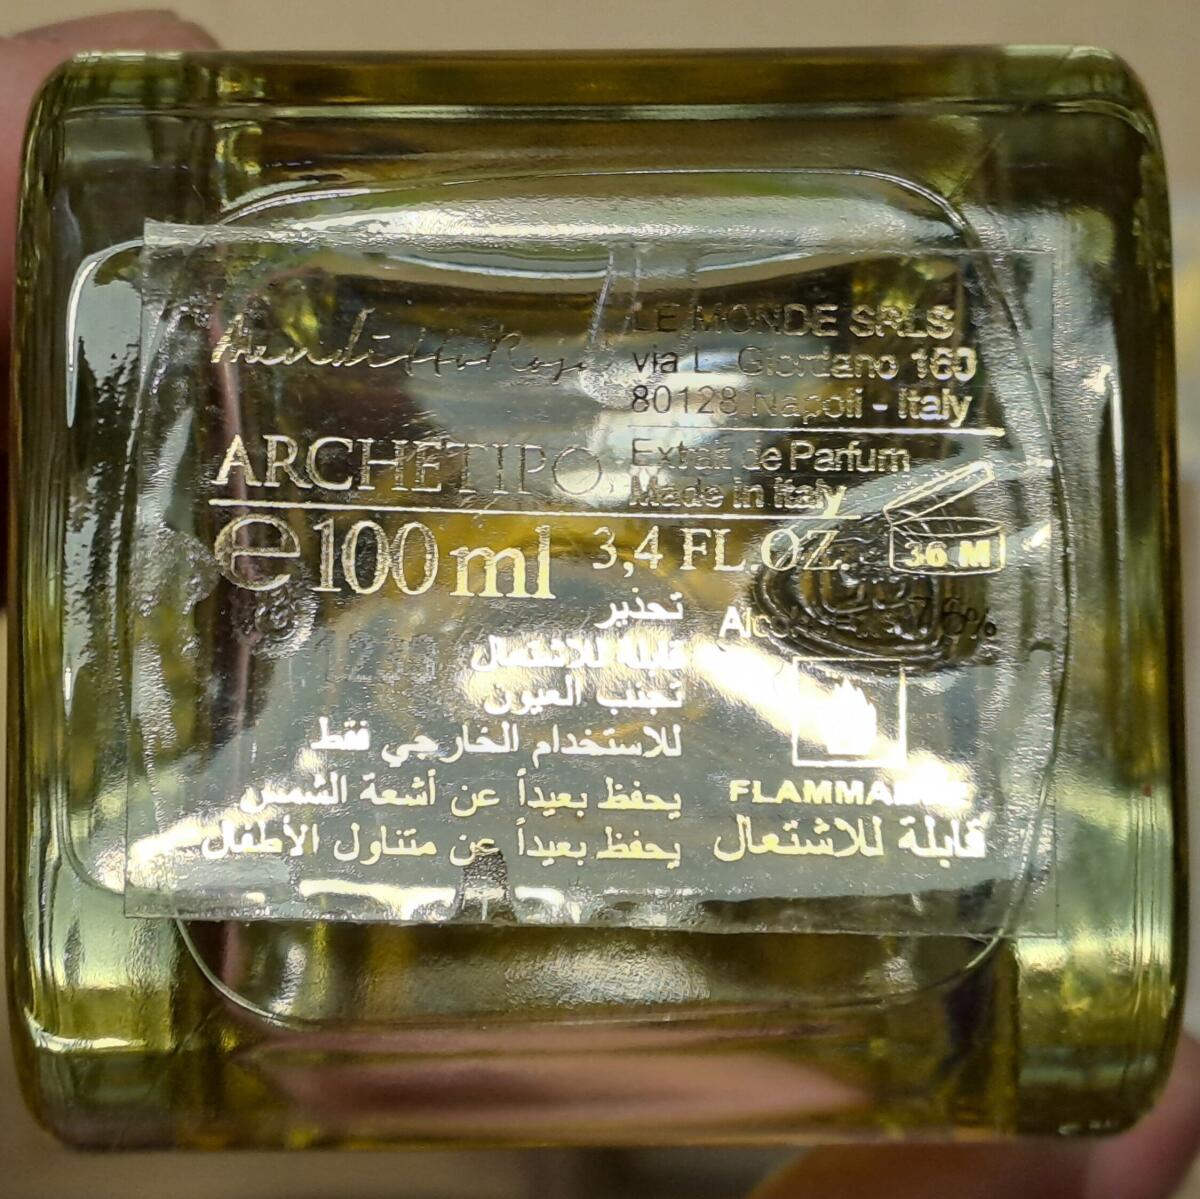 LE MONDE SRLS
via L. Giordano 160
80128 Napoli - Italy
ARCHETIPO
Extrait de Parfum
Made in Italy
e 100 ml 3,4 FL.OZ.
36 M
تحذير
قابلة للاشتعال
تجنب العيون
للاستخدام الخارجي فقط
يحفظ بعيداً عن أشعة الشمس
يحفظ بعيداً عن متناول الأطفال
76%
FLAMMABLE
قابلة للاشتعال